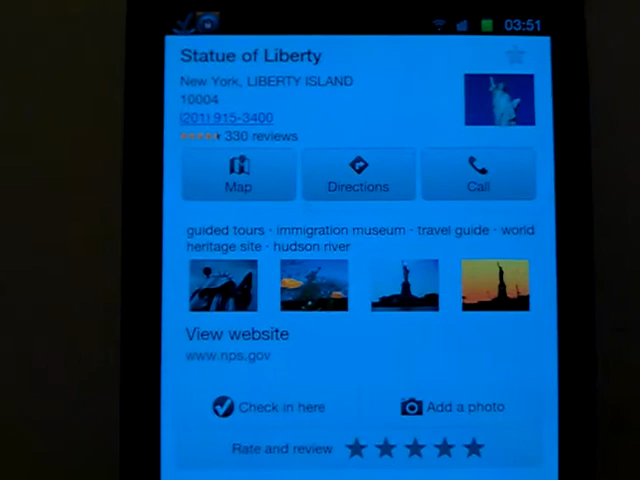 03:51
Statue of Liberty
New York, LIBERTY ISLAND
10004
(201) 915-3400
330 reviews
Map
Directions
Call
guided tours · immigration museum · travel guide · world
heritage site · hudson river
View website
www.nps.gov
Check in here
Add a photo
Rate and review